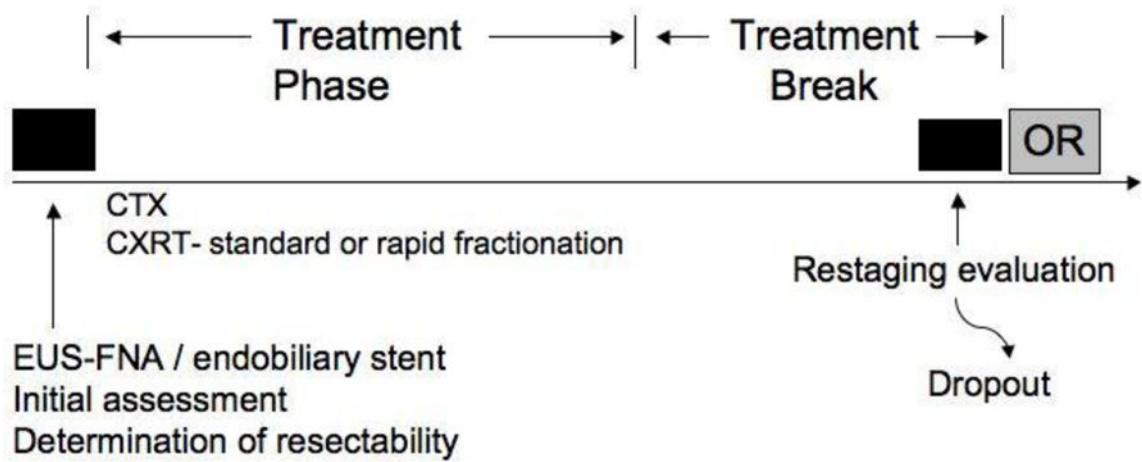 Treatment
Phase
Treatment
Break
OR
CTX
CXRT- standard or rapid fractionation
Restaging evaluation
Dropout
EUS-FNA / endobiliary stent
Initial assessment
Determination of resectability